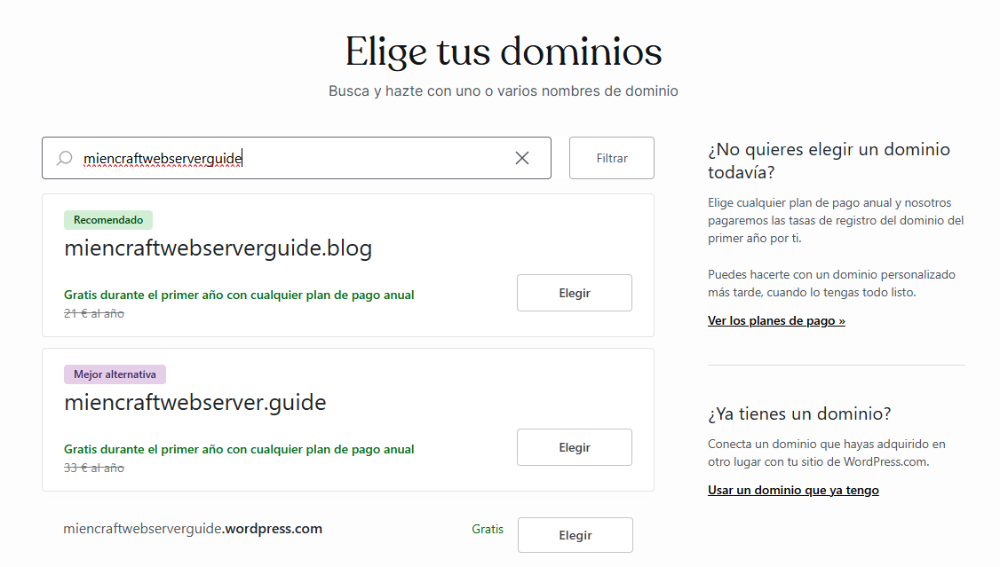 Elige tus dominios
Busca y hazte con uno o varios nombres de dominio
miencraftwebserverguide
Filtrar
Recomendado
miencraftwebserverguide.blog
Gratis durante el primer año con cualquier plan de pago anual
21 € al año
Elegir
Mejor alternativa
miencraftwebserver.guide
Gratis durante el primer año con cualquier plan de pago anual
33 € al año
Elegir
miencraftwebserverguide.wordpress.com
Gratis
Elegir
¿No quieres elegir un dominio
todavía?
Elige cualquier plan de pago anual y nosotros
pagaremos las tasas de registro del dominio del
primer año por ti.
Puedes hacerte con un dominio personalizado
más tarde, cuando lo tengas todo listo.
Ver los planes de pago »
¿Ya tienes un dominio?
Conecta un dominio que hayas adquirido en
otro lugar con tu sitio de WordPress.com.
Usar un dominio que ya tengo